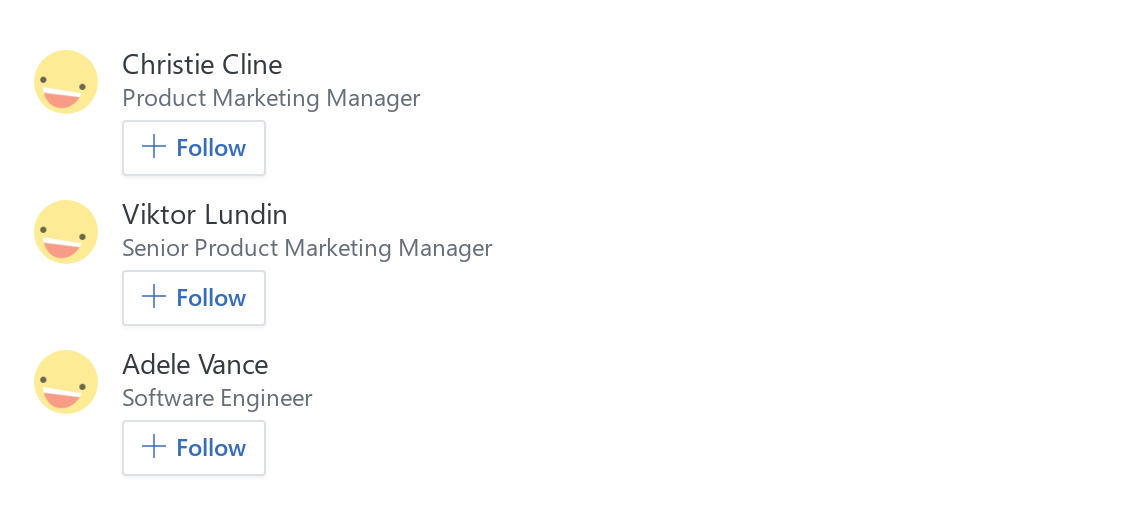 Christie Cline
Product Marketing Manager
Follow
Viktor Lundin
Senior Product Marketing Manager
Follow
Adele Vance
Software Engineer
Follow